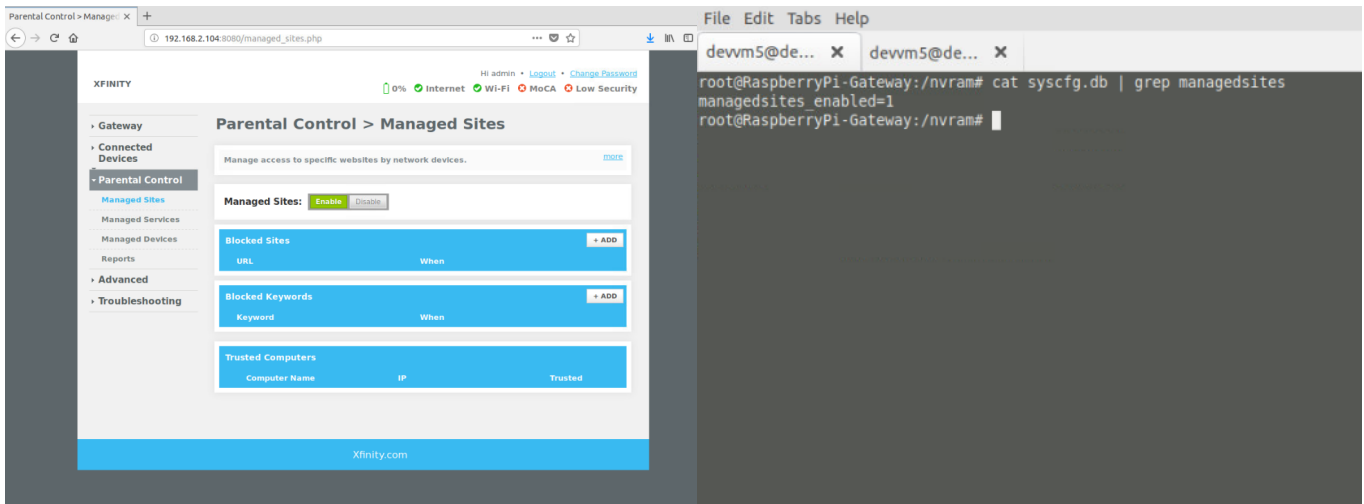 Parental Control > Managed
192.168.2.104:8080/managed_sites.php
XFINITY
Hi admin • Logout • Change Password
0% Internet Wi-Fi MoCA Low Security
Gateway
Connected
Devices
Parental Control
Managed Sites
Managed Services
Managed Devices
Reports
Advanced
Troubleshooting
Parental Control > Managed Sites
Manage access to specific websites by network devices.
more
Managed Sites: Enable Disable
Blocked Sites
+ ADD
URL When
Blocked Keywords
+ ADD
Keyword When
Trusted Computers
Computer Name IP Trusted
Xfinity.com
File Edit Tabs Help
devvm5@de... devvm5@de...
root@RaspberryPi-Gateway:/nvram# cat syscfg.db | grep managedsites
managedsites_enabled=1
root@RaspberryPi-Gateway:/nvram#